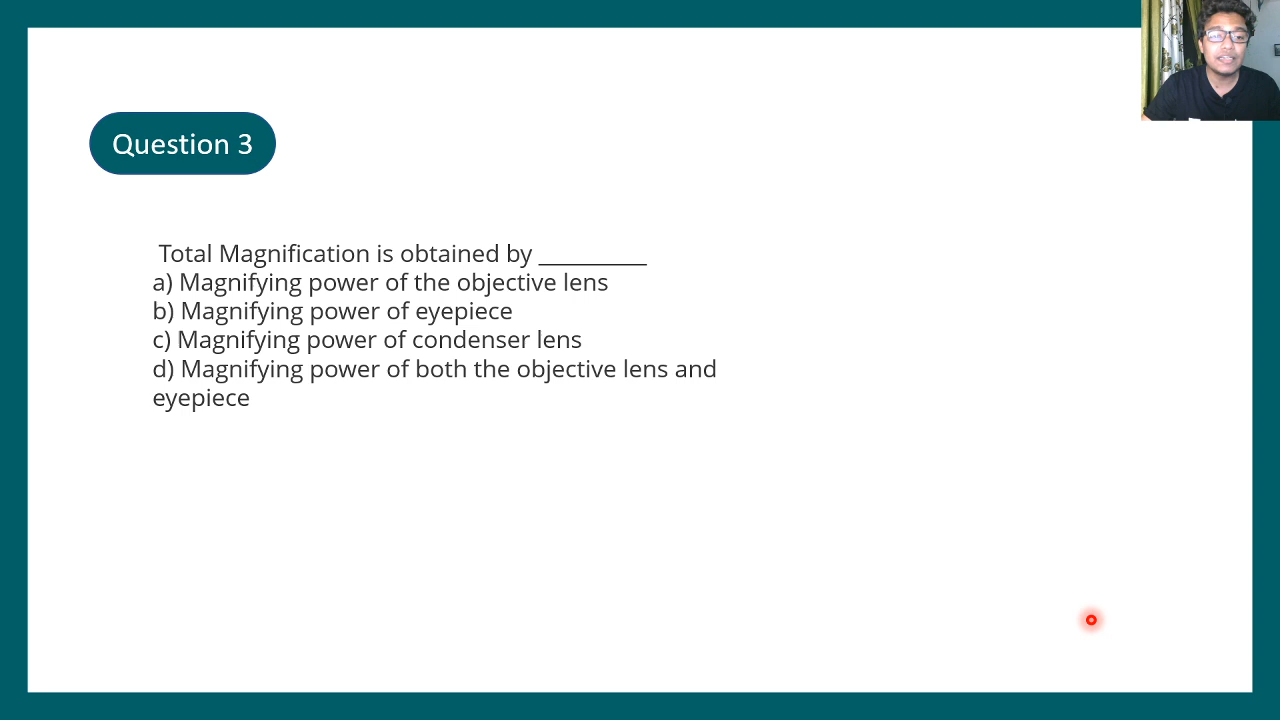 Question 3
Total Magnification is obtained by _________
a) Magnifying power of the objective lens
b) Magnifying power of eyepiece
c) Magnifying power of condenser lens
d) Magnifying power of both the objective lens and
eyepiece